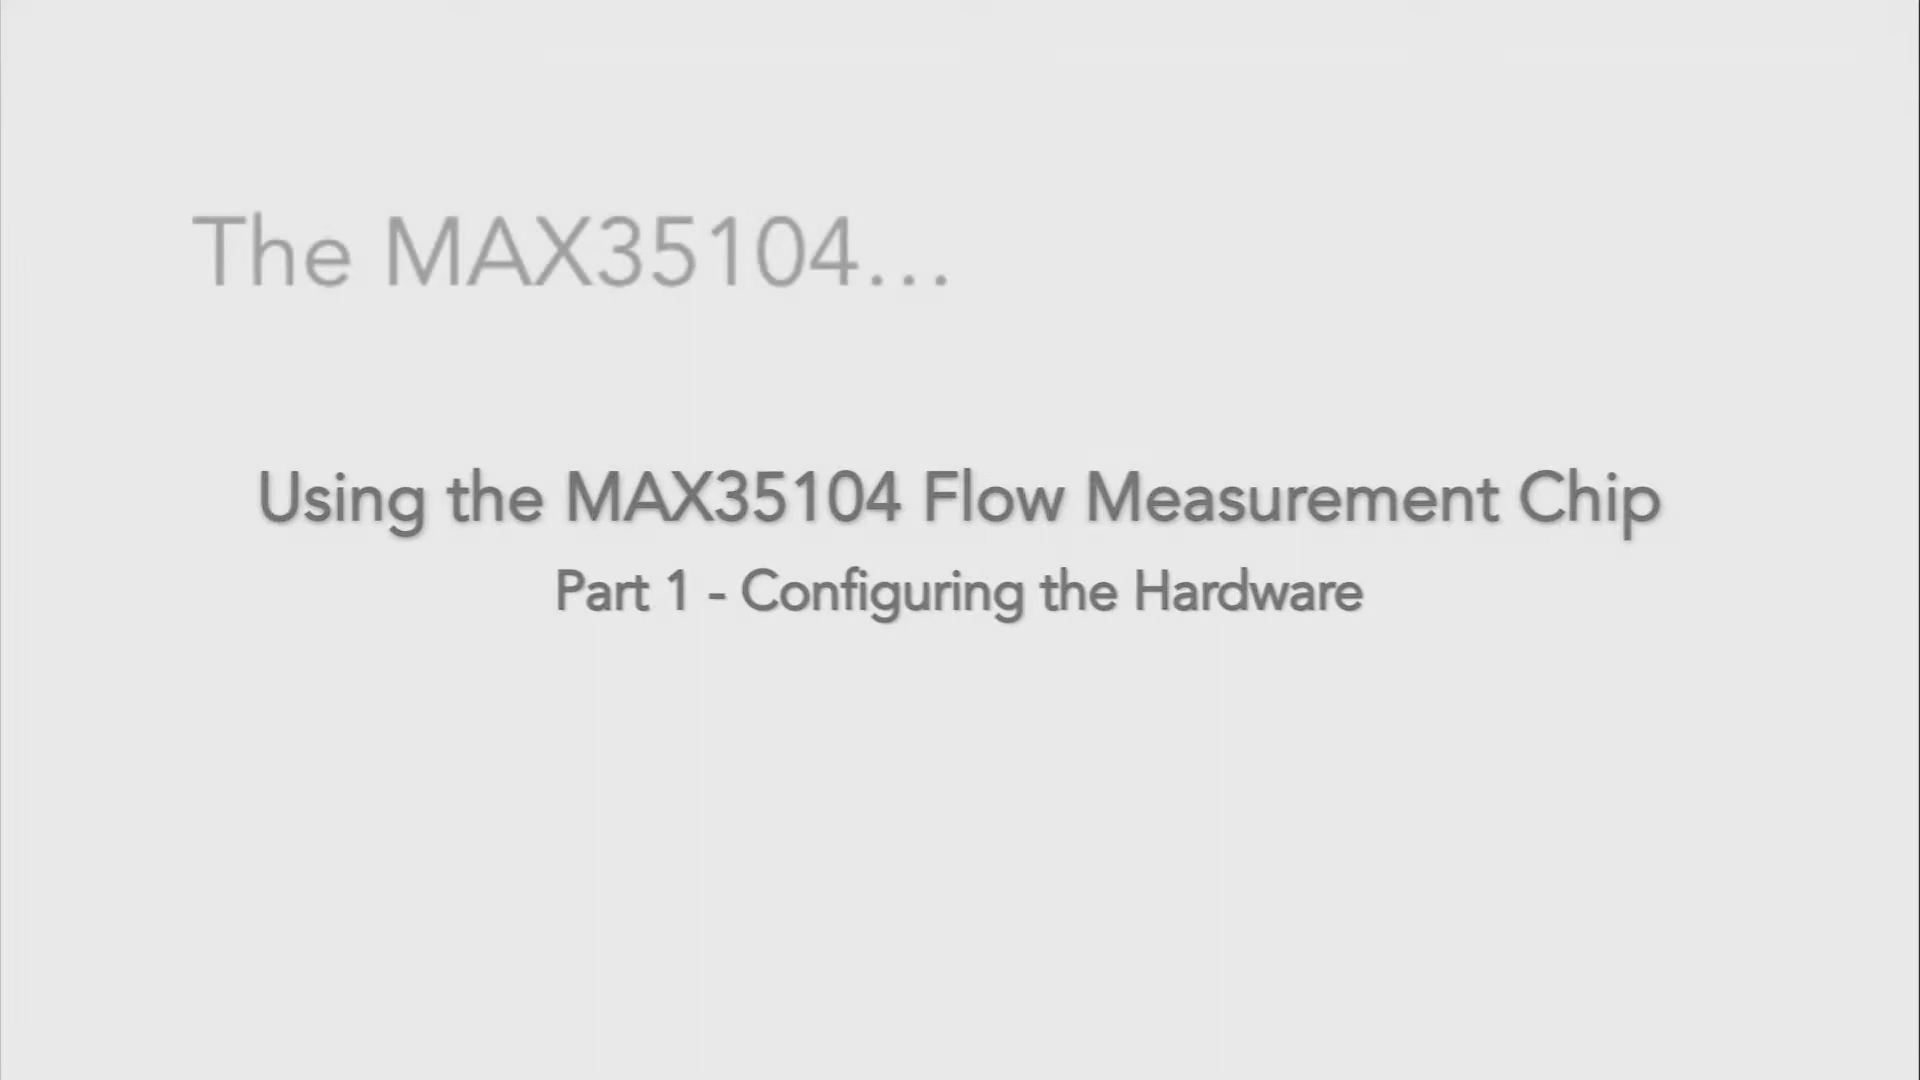 The MAX35104...
Using the MAX35104 Flow Measurement Chip
Part 1 - Configuring the Hardware